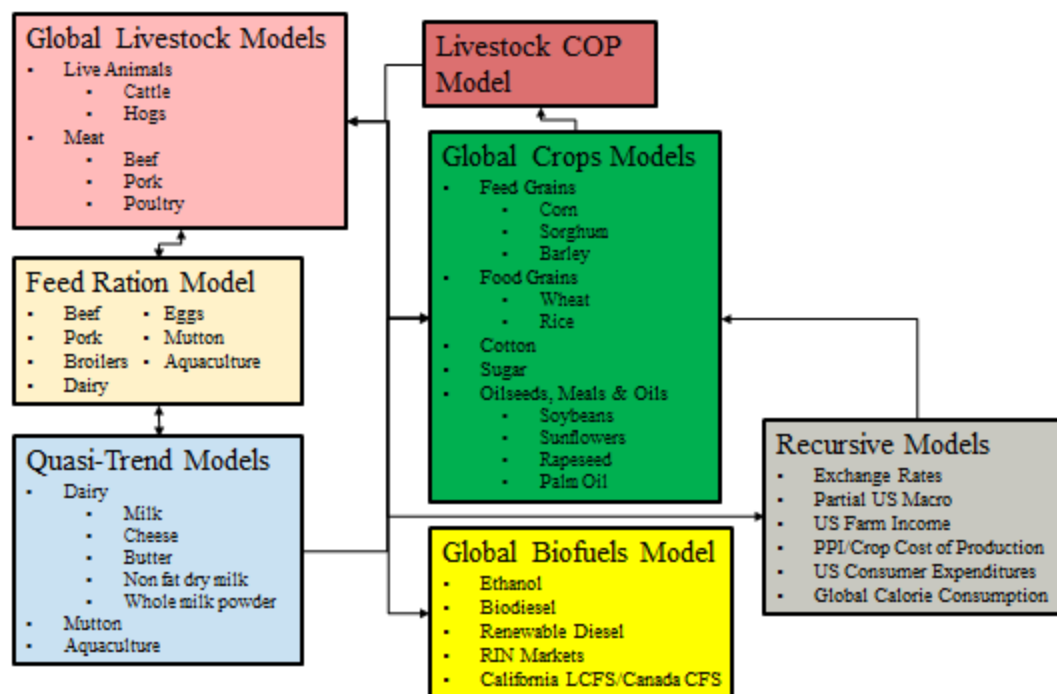 Global Livestock Models
▪ Live Animals
▪ Cattle
▪ Hogs
▪ Meat
▪ Beef
▪ Pork
▪ Poultry
Livestock COP
Model
Global Crops Models
▪ Feed Grains
▪ Corn
▪ Sorghum
▪ Barley
▪ Food Grains
▪ Wheat
▪ Rice
▪ Cotton
▪ Sugar
▪ Oilseeds, Meals & Oils
▪ Soybeans
▪ Sunflowers
▪ Rapeseed
▪ Palm Oil
Feed Ration Model
▪ Beef ▪ Eggs
▪ Pork ▪ Mutton
▪ Broilers ▪ Aquaculture
▪ Dairy
Quasi-Trend Models
▪ Dairy
▪ Milk
▪ Cheese
▪ Butter
▪ Non fat dry milk
▪ Whole milk powder
▪ Mutton
▪ Aquaculture
Global Biofuels Model
▪ Ethanol
▪ Biodiesel
▪ Renewable Diesel
▪ RIN Markets
▪ California LCFS/Canada CFS
Recursive Models
▪ Exchange Rates
▪ Partial US Macro
▪ US Farm Income
▪ PPI/Crop Cost of Production
▪ US Consumer Expenditures
▪ Global Calorie Consumption